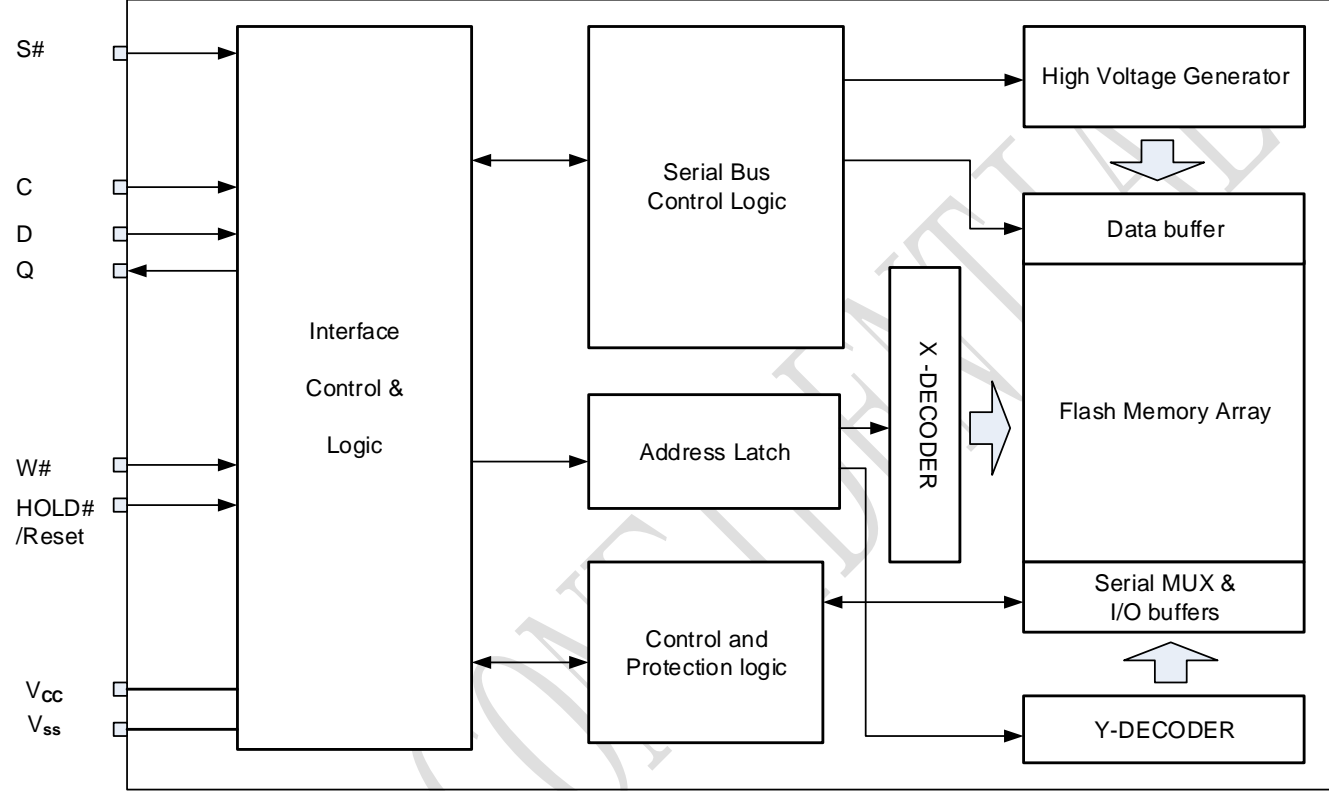 S#
C
D
Q
W#
HOLD#
/Reset
VCC
Vss
Interface
Control &
Logic
Serial Bus
Control Logic
Address Latch
Control and
Protection logic
X -DECODER
High Voltage Generator
Data buffer
Flash Memory Array
Serial MUX &
I/O buffers
Y-DECODER
CONFIDENTIAL